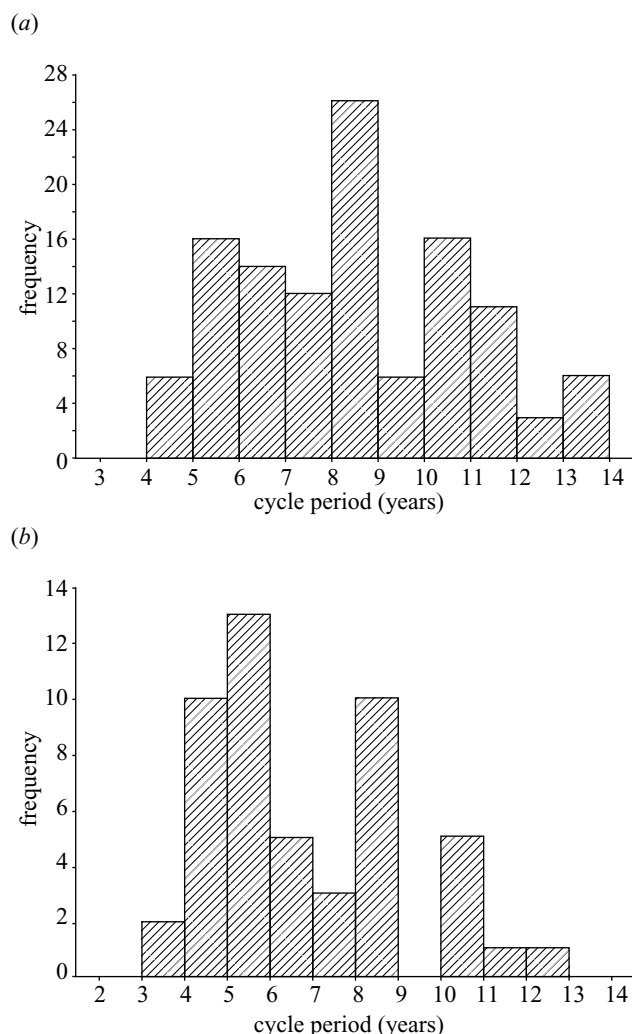 (a)
28
24
20
16
12
8
4
0
frequency
3 4 5 6 7 8 9 10 11 12 13 14
cycle period (years)
(b)
14
12
10
8
6
4
2
0
frequency
2 3 4 5 6 7 8 9 10 11 12 13 14
cycle period (years)